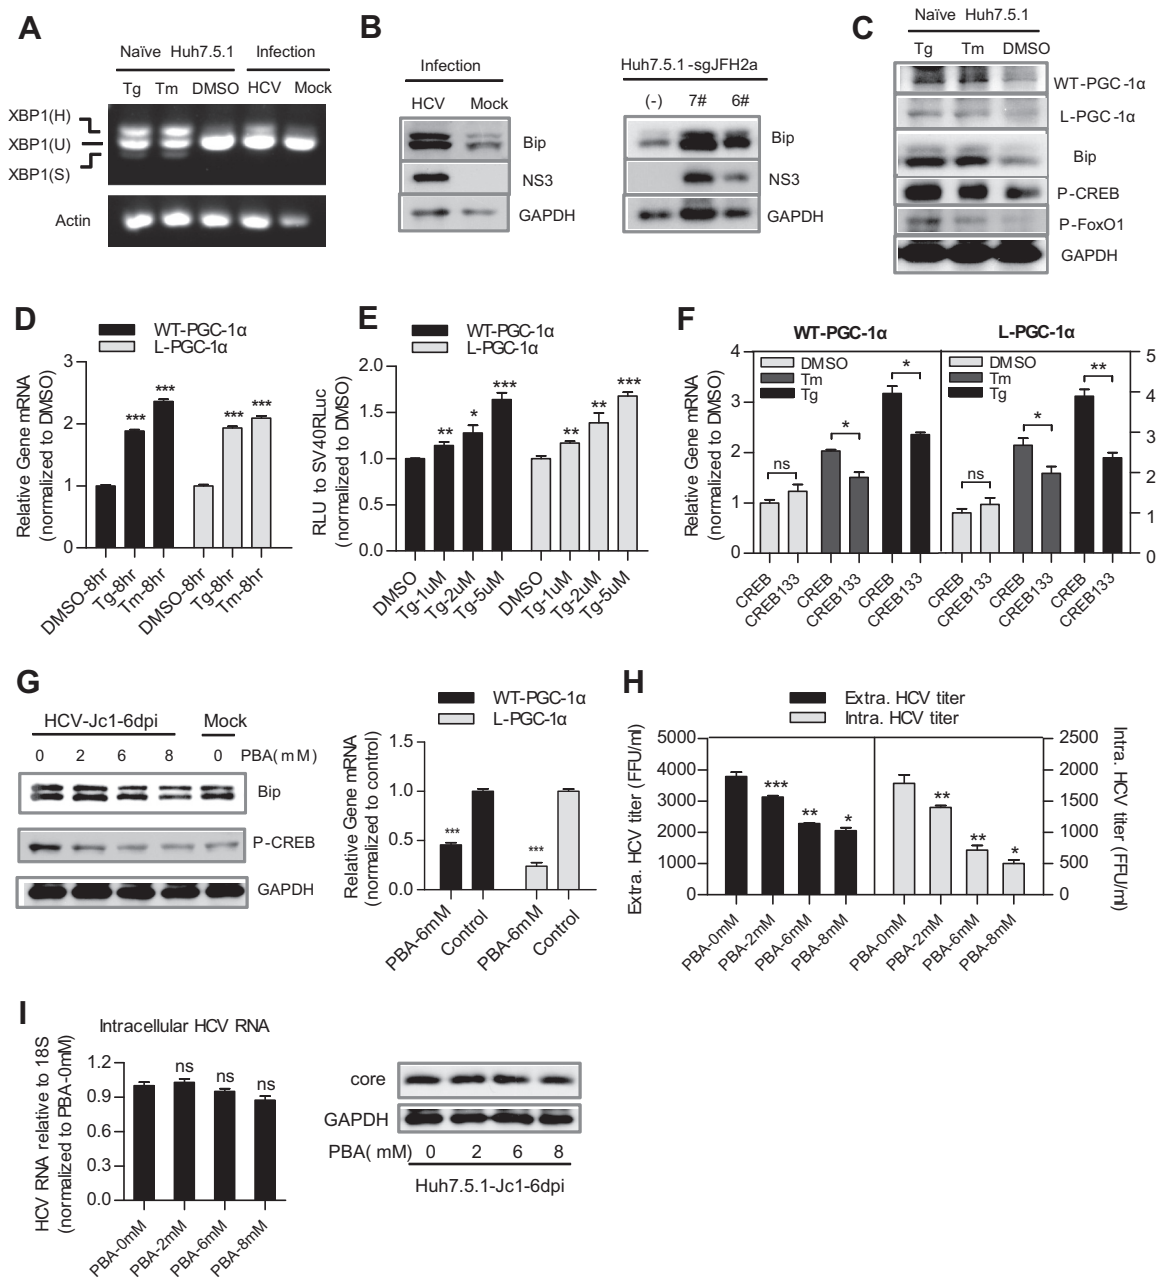 A
Naïve Huh7.5.1 Infection
Tg Tm DMSO HCV Mock
XBP1(H)
XBP1(U)
XBP1(S)
Actin
B
Infection
HCV Mock
Bip
NS3
GAPDH
Huh7.5.1-sgJFH2a
(-) 7# 6#
Bip
NS3
GAPDH
C
Naïve Huh7.5.1
Tg Tm DMSO
WT-PGC-1α
L-PGC-1α
Bip
P-CREB
P-FoxO1
GAPDH
D
WT-PGC-1α
L-PGC-1α
Relative Gene mRNA
(normalized to DMSO)
3
2
1
0
*** *** *** ***
DMSO-8hr Tg-8hr Tm-8hr DMSO-8hr Tg-8hr Tm-8hr
E
WT-PGC-1α
L-PGC-1α
RLU to SV40RLuc
(normalized to DMSO)
2.0
1.5
1.0
0.5
0.0
** * *** ** ** ***
DMSO Tg-1uM Tg-2uM Tg-5uM DMSO Tg-1uM Tg-2uM Tg-5uM
F
WT-PGC-1α L-PGC-1α
Relative Gene mRNA
(normalized to DMSO)
4
3
2
1
0
DMSO
Tm
Tg
ns * *
DMSO
Tm
Tg
ns * **
5
4
3
2
1
0
CREB CREB133 CREB CREB133 CREB CREB133 CREB CREB133 CREB CREB133 CREB CREB133
G
HCV-Jc1-6dpi Mock
0 2 6 8 0 PBA(mM)
Bip
P-CREB
GAPDH
WT-PGC-1α
L-PGC-1α
Relative Gene mRNA
(normalized to control)
1.5
1.0
0.5
0.0
*** ***
PBA-6mM Control PBA-6mM Control
H
Extra. HCV titer
Intra. HCV titer
Extra. HCV titer (FFU/ml)
5000
4000
3000
2000
1000
0
*** ** * ** ** *
2500
2000
1500
1000
500
0
Intra. HCV titer (FFU/ml)
PBA-0mM PBA-2mM PBA-6mM PBA-8mM PBA-0mM PBA-2mM PBA-6mM PBA-8mM
I
Intracellular HCV RNA
HCV RNA relative to 18S
(normalized to PBA-0mM)
1.2
0.9
0.6
0.3
0.0
ns ns ns
PBA-0mM PBA-2mM PBA-6mM PBA-8mM
core
GAPDH
PBA( mM) 0 2 6 8
Huh7.5.1-Jc1-6dpi